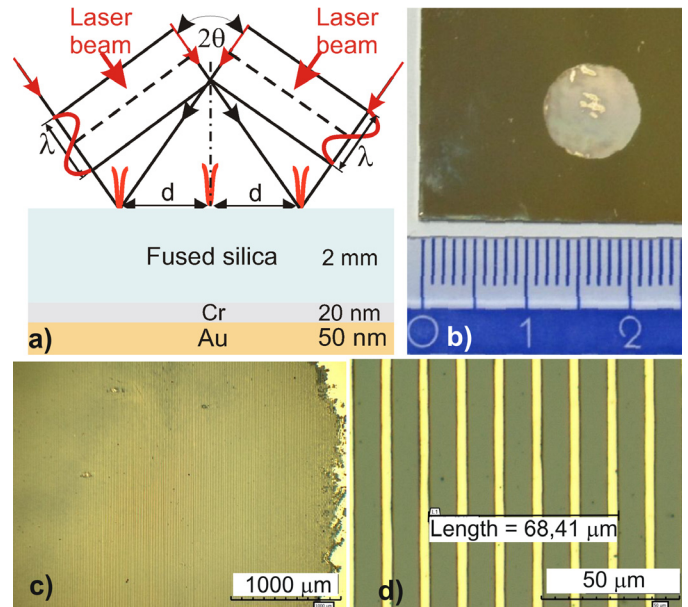 Laser
beam
2θ
Laser
beam
λ
λ
d
d
Fused silica 2 mm
Cr 20 nm
Au 50 nm
a)
0 1 2
b)
c)
1000 μm
Length = 68,41 μm
50 μm
d)